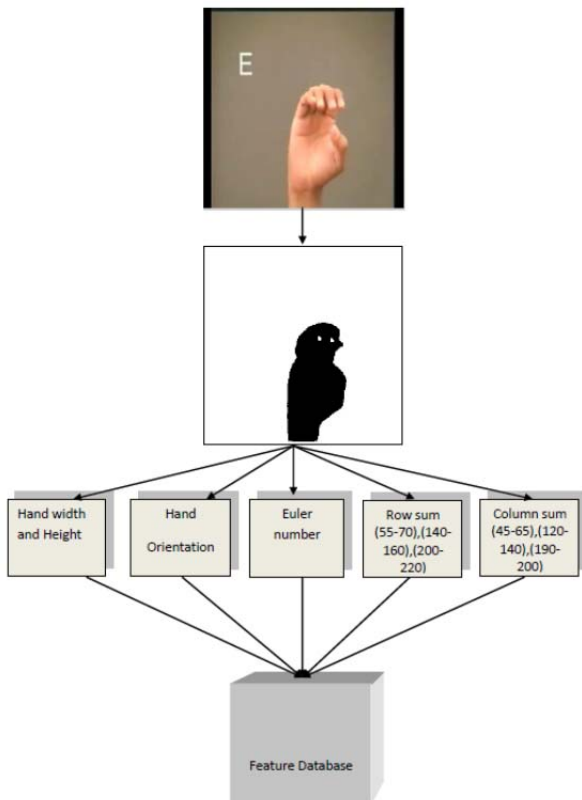 E
Hand width
and Height
Hand
Orientation
Euler
number
Row sum
(55-70),(140-
160),(200-
220)
Column sum
(45-65),(120-
140),(190-
200)
Feature Database